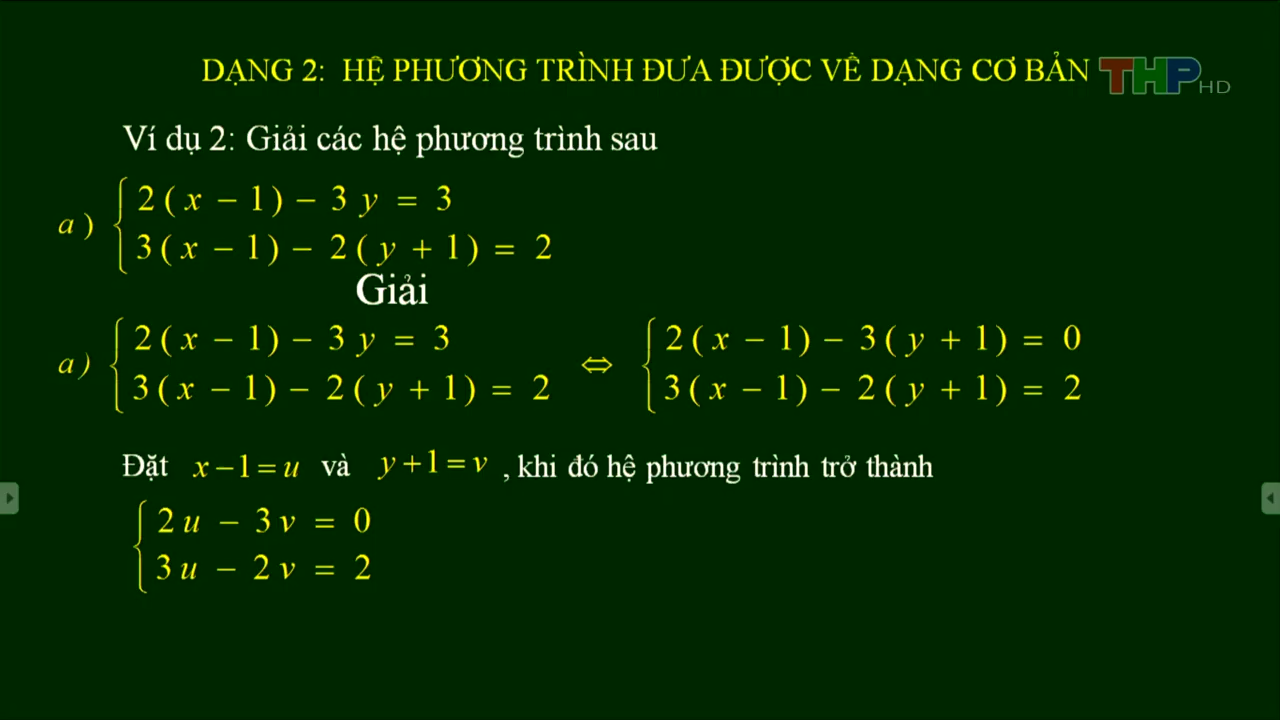 DẠNG 2: HỆ PHƯƠNG TRÌNH ĐƯA ĐƯỢC VỀ DẠNG CƠ BẢN
THP HD
Ví dụ 2: Giải các hệ phương trình sau
a) { 2(x − 1) − 3y = 3
3(x − 1) − 2(y + 1) = 2
Giải
a) { 2(x − 1) − 3y = 3 ⇔ { 2(x − 1) − 3(y + 1) = 0
3(x − 1) − 2(y + 1) = 2 3(x − 1) − 2(y + 1) = 2
Đặt x−1=u và y+1=v , khi đó hệ phương trình trở thành
{ 2u − 3v = 0
3u − 2v = 2